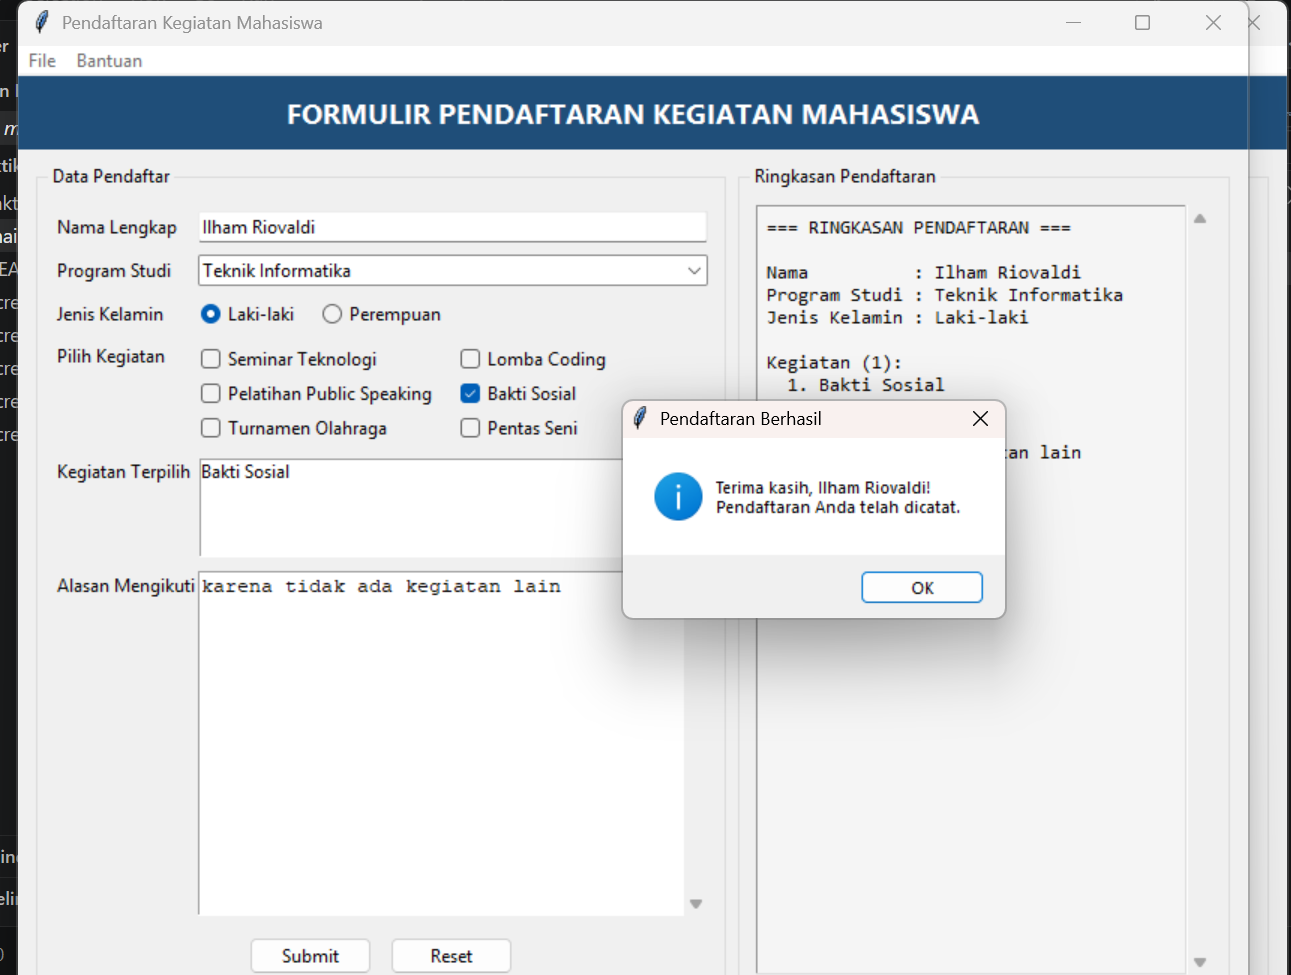 Pendaftaran Kegiatan Mahasiswa
File Bantuan
FORMULIR PENDAFTARAN KEGIATAN MAHASISWA
Data Pendaftar
Nama Lengkap Ilham Riovaldi
Program Studi Teknik Informatika
Jenis Kelamin Laki-laki Perempuan
Pilih Kegiatan Seminar Teknologi Lomba Coding
Pelatihan Public Speaking Bakti Sosial
Turnamen Olahraga Pentas Seni
Kegiatan Terpilih Bakti Sosial
Alasan Mengikuti karena tidak ada kegiatan lain
Submit Reset
Ringkasan Pendaftaran
=== RINGKASAN PENDAFTARAN ===
Nama : Ilham Riovaldi
Program Studi : Teknik Informatika
Jenis Kelamin : Laki-laki
Kegiatan (1):
1. Bakti Sosial
lain
Pendaftaran Berhasil
Terima kasih, Ilham Riovaldi!
Pendaftaran Anda telah dicatat.
OK